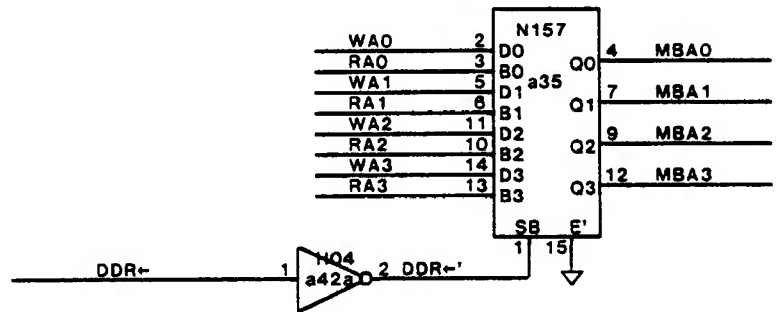 N157
WA0 2 D0
RA0 3 B0
WA1 5 D1
RA1 6 B1
WA2 11 D2
RA2 10 B2
WA3 14 D3
RA3 13 B3
a35
Q0 4 MBA0
Q1 7 MBA1
Q2 9 MBA2
Q3 12 MBA3
SB E'
1 15
H04
DDR← 1 a42a 2 DDR←'